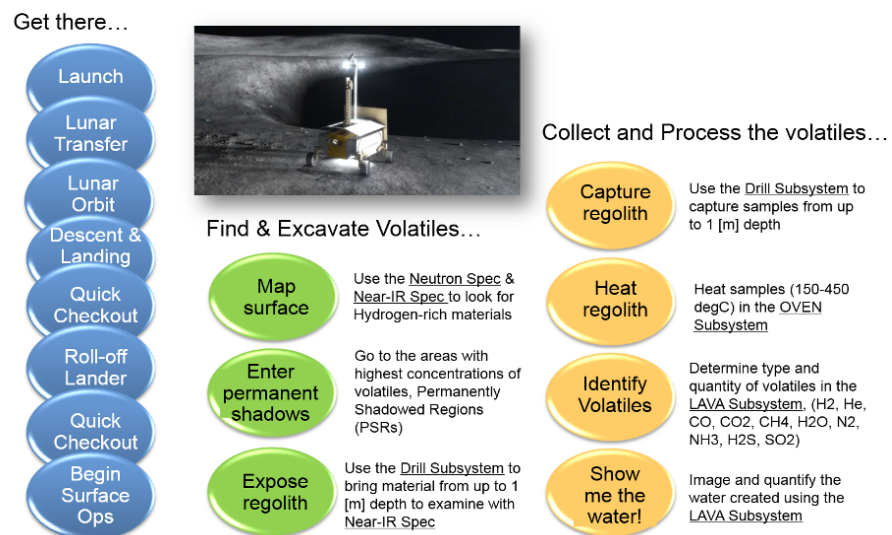 Get there…
Launch
Lunar
Transfer
Lunar
Orbit
Descent &
Landing
Quick
Checkout
Roll-off
Lander
Quick
Checkout
Begin
Surface
Ops
Find & Excavate Volatiles…
Map
surface
Use the Neutron Spec &
Near-IR Spec to look for
Hydrogen-rich materials
Enter
permanent
shadows
Go to the areas with
highest concentrations of
volatiles, Permanently
Shadowed Regions
(PSRs)
Expose
regolith
Use the Drill Subsystem to
bring material from up to 1
[m] depth to examine with
Near-IR Spec
Collect and Process the volatiles…
Capture
regolith
Use the Drill Subsystem to
capture samples from up
to 1 [m] depth
Heat
regolith
Heat samples (150-450
degC) in the OVEN
Subsystem
Identify
Volatiles
Determine type and
quantity of volatiles in the
LAVA Subsystem, (H2, He,
CO, CO2, CH4, H2O, N2,
NH3, H2S, SO2)
Show
me the
water!
Image and quantify the
water created using the
LAVA Subsystem